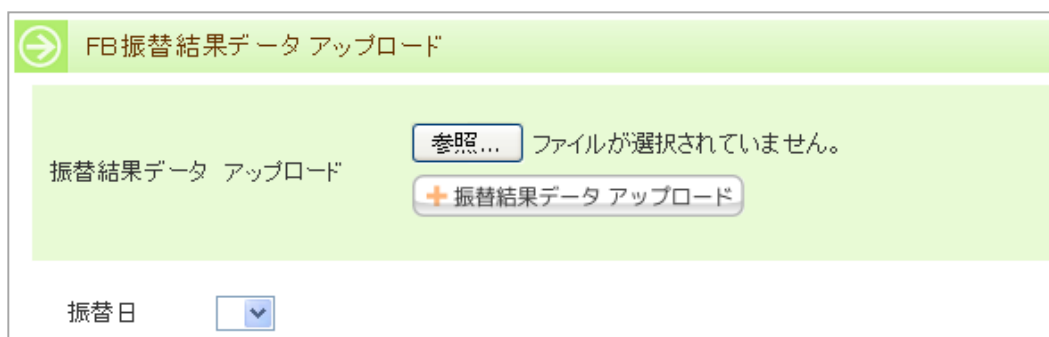 FB振替結果データ アップロード
参照... ファイルが選択されていません。
振替結果データ アップロード
+ 振替結果データ アップロード
振替日